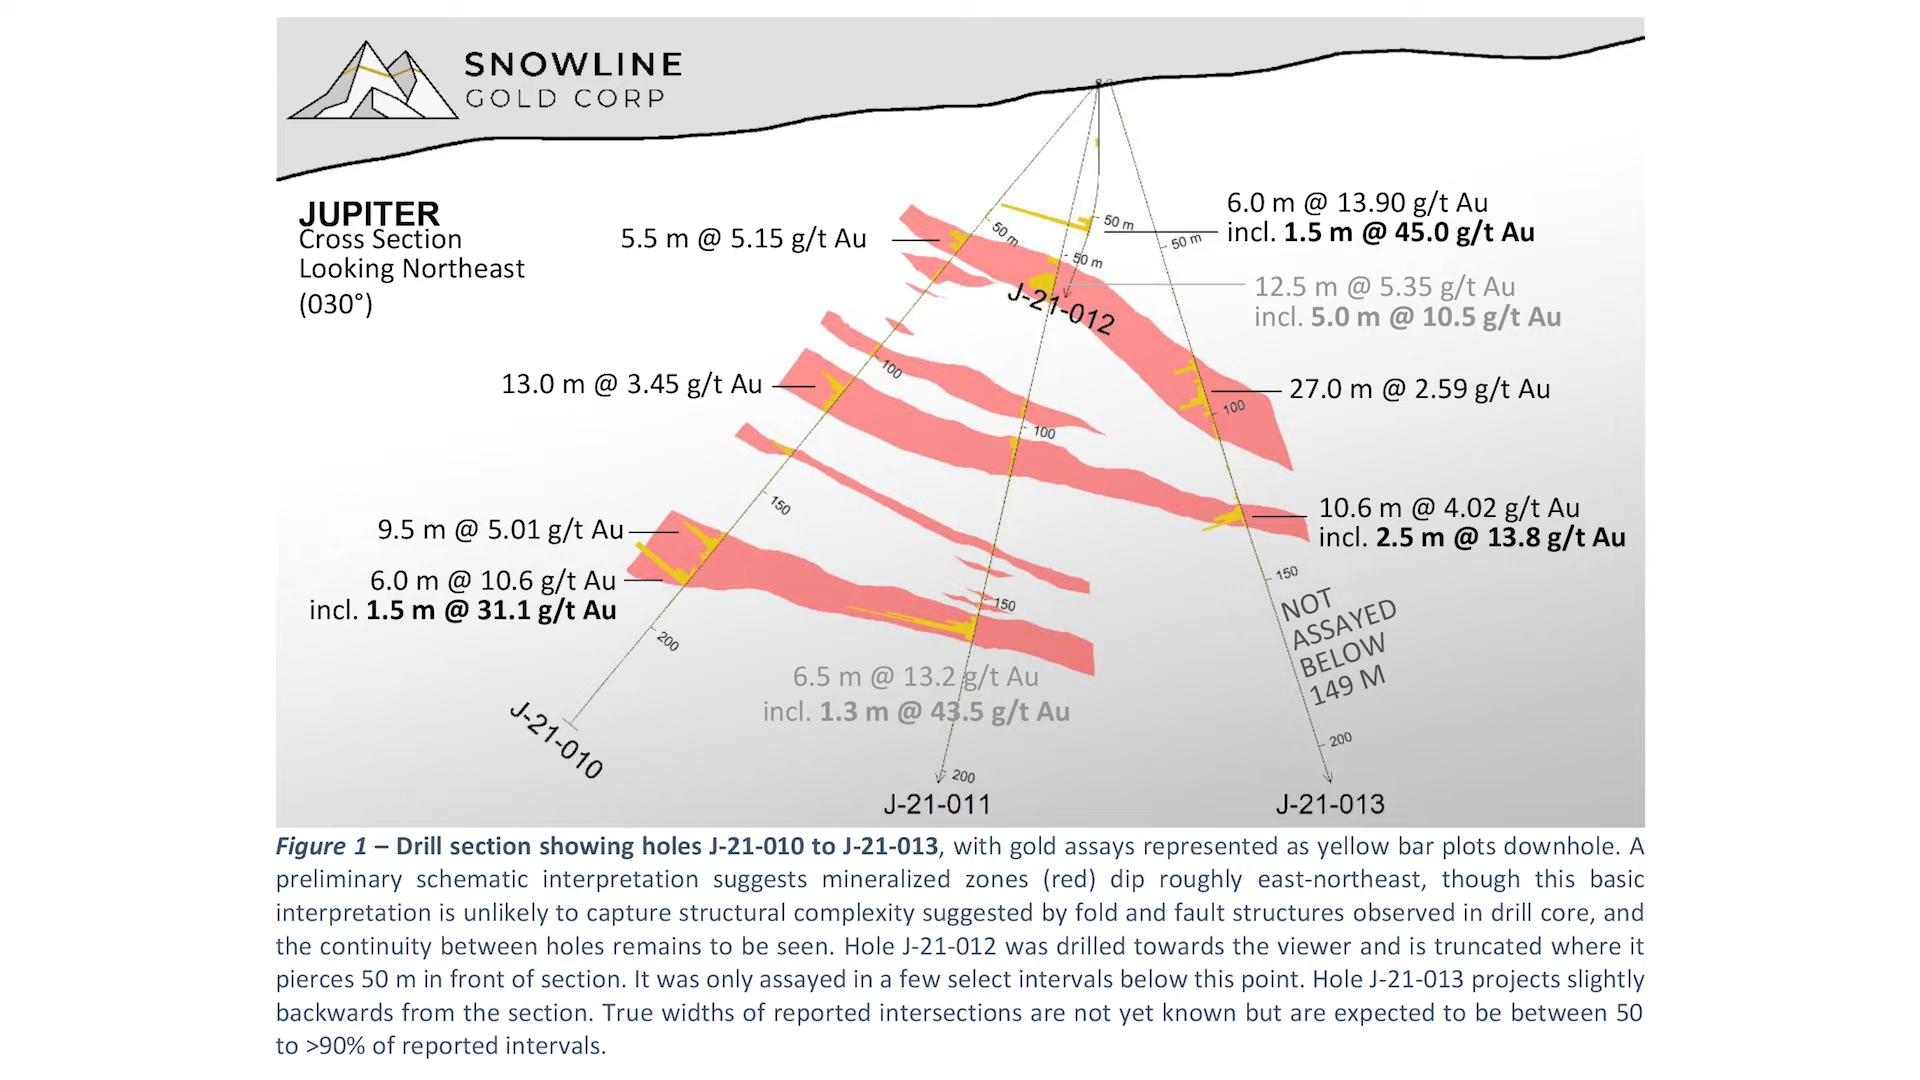 SNOWLINE
GOLD CORP
JUPITER
Cross Section
Looking Northeast
(030°)
5.5 m @ 5.15 g/t Au
13.0 m @ 3.45 g/t Au
9.5 m @ 5.01 g/t Au
6.0 m @ 10.6 g/t Au
incl. 1.5 m @ 31.1 g/t Au
6.0 m @ 13.90 g/t Au
incl. 1.5 m @ 45.0 g/t Au
12.5 m @ 5.35 g/t Au
incl. 5.0 m @ 10.5 g/t Au
27.0 m @ 2.59 g/t Au
10.6 m @ 4.02 g/t Au
incl. 2.5 m @ 13.8 g/t Au
6.5 m @ 13.2 g/t Au
incl. 1.3 m @ 43.5 g/t Au
50 m
100
150
200
J-21-010
50 m
100
150
200
J-21-011
50 m
J-21-012
50 m
100
150
200
J-21-013
NOT
ASSAYED
BELOW
149 M
Figure 1 – Drill section showing holes J-21-010 to J-21-013, with gold assays represented as yellow bar plots downhole. A
preliminary schematic interpretation suggests mineralized zones (red) dip roughly east-northeast, though this basic
interpretation is unlikely to capture structural complexity suggested by fold and fault structures observed in drill core, and
the continuity between holes remains to be seen. Hole J-21-012 was drilled towards the viewer and is truncated where it
pierces 50 m in front of section. It was only assayed in a few select intervals below this point. Hole J-21-013 projects slightly
backwards from the section. True widths of reported intersections are not yet known but are expected to be between 50
to >90% of reported intervals.